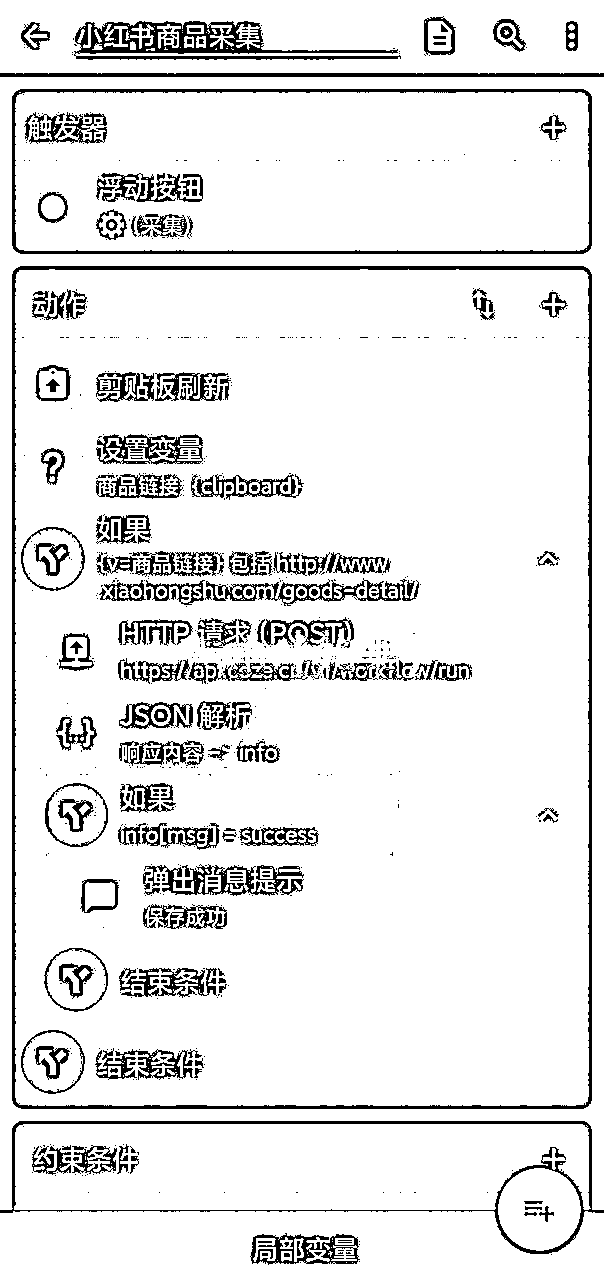 小红书商品采集
触发器
浮动按钮
(采集)
动作
剪贴板刷新
设置变量
商品链接 {clipboard}
如果
{v=商品链接} 包括 http://www
.xiaohongshu.com/goods-detail/
HTTP 请求 (POST)
https://api.coze.cn/v1/workflow/run
JSON 解析
响应内容 => info
如果
info[msg] = success
弹出消息提示
保存成功
结束条件
结束条件
约束条件
局部变量